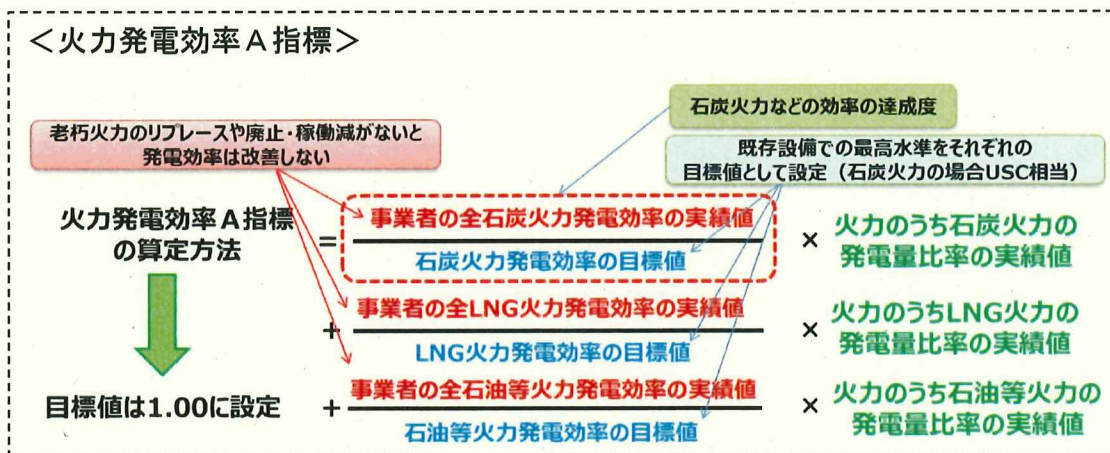 ＜火力発電効率A指標＞
石炭火力などの効率の達成度
老朽火力のリプレースや廃止・稼働減がないと
発電効率は改善しない
既存設備での最高水準をそれぞれの
目標値として設定（石炭火力の場合USC相当）
火力発電効率A指標
の算定方法
=
事業者の全石炭火力発電効率の実績値
石炭火力発電効率の目標値
×
火力のうち石炭火力の
発電量比率の実績値
+
事業者の全LNG火力発電効率の実績値
LNG火力発電効率の目標値
×
火力のうちLNG火力の
発電量比率の実績値
目標値は1.00に設定
+
事業者の全石油等火力発電効率の実績値
石油等火力発電効率の目標値
×
火力のうち石油等火力の
発電量比率の実績値